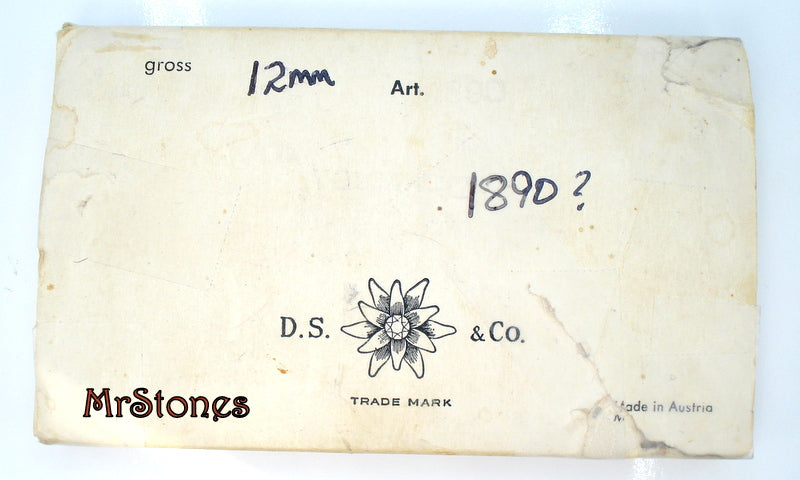 gross 12mm Art.
1890?
D.S. & Co.
TRADE MARK
Made in Austria
M
MrStones